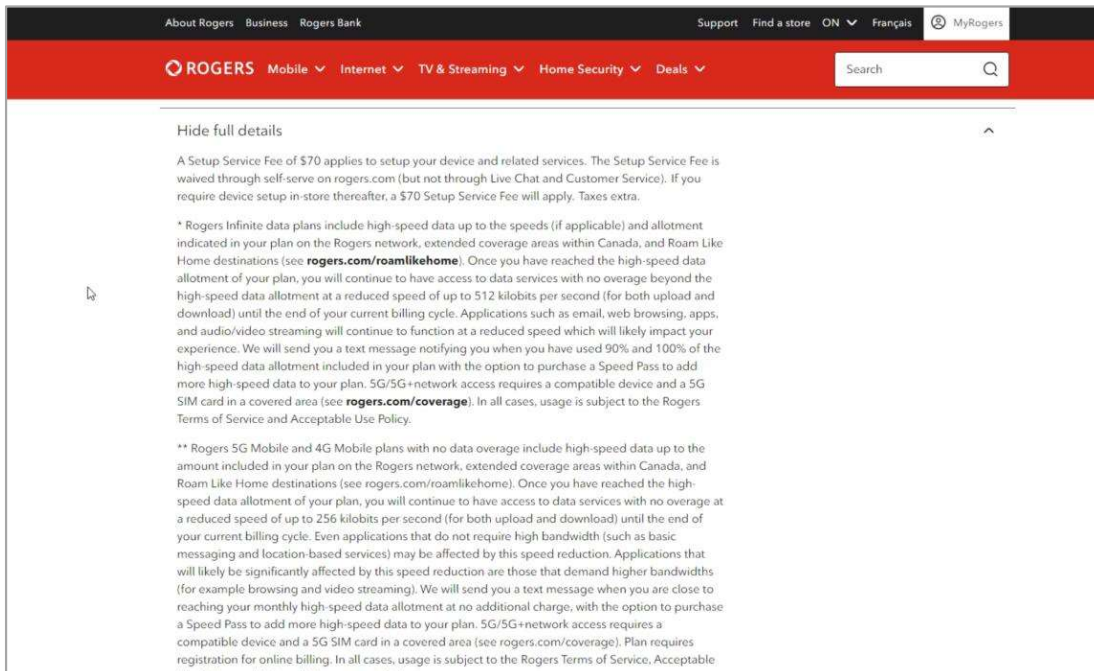 About Rogers Business Rogers Bank Support Find a store ON Français MyRogers
ROGERS Mobile Internet TV & Streaming Home Security Deals Search
Hide full details
A Setup Service Fee of $70 applies to setup your device and related services. The Setup Service Fee is
waived through self-serve on rogers.com (but not through Live Chat and Customer Service). If you
require device setup in-store thereafter, a $70 Setup Service Fee will apply. Taxes extra.
* Rogers Infinite data plans include high-speed data up to the speeds (if applicable) and allotment
indicated in your plan on the Rogers network, extended coverage areas within Canada, and Roam Like
Home destinations (see rogers.com/roamlikehome). Once you have reached the high-speed data
allotment of your plan, you will continue to have access to data services with no overage beyond the
high-speed data allotment at a reduced speed of up to 512 kilobits per second (for both upload and
download) until the end of your current billing cycle. Applications such as email, web browsing, apps,
and audio/video streaming will continue to function at a reduced speed which will likely impact your
experience. We will send you a text message notifying you when you have used 90% and 100% of the
high-speed data allotment included in your plan with the option to purchase a Speed Pass to add
more high-speed data to your plan. 5G/5G+network access requires a compatible device and a 5G
SIM card in a covered area (see rogers.com/coverage). In all cases, usage is subject to the Rogers
Terms of Service and Acceptable Use Policy.
** Rogers 5G Mobile and 4G Mobile plans with no data overage include high-speed data up to the
amount included in your plan on the Rogers network, extended coverage areas within Canada, and
Roam Like Home destinations (see rogers.com/roamlikehome). Once you have reached the high-
speed data allotment of your plan, you will continue to have access to data services with no overage at
a reduced speed of up to 256 kilobits per second (for both upload and download) until the end of
your current billing cycle. Even applications that do not require high bandwidth (such as basic
messaging and location-based services) may be affected by this speed reduction. Applications that
will likely be significantly affected by this speed reduction are those that demand higher bandwidths
(for example browsing and video streaming). We will send you a text message when you are close to
reaching your monthly high-speed data allotment at no additional charge, with the option to purchase
a Speed Pass to add more high-speed data to your plan. 5G/5G+network access requires a
compatible device and a 5G SIM card in a covered area (see rogers.com/coverage). Plan requires
registration for online billing. In all cases, usage is subject to the Rogers Terms of Service, Acceptable